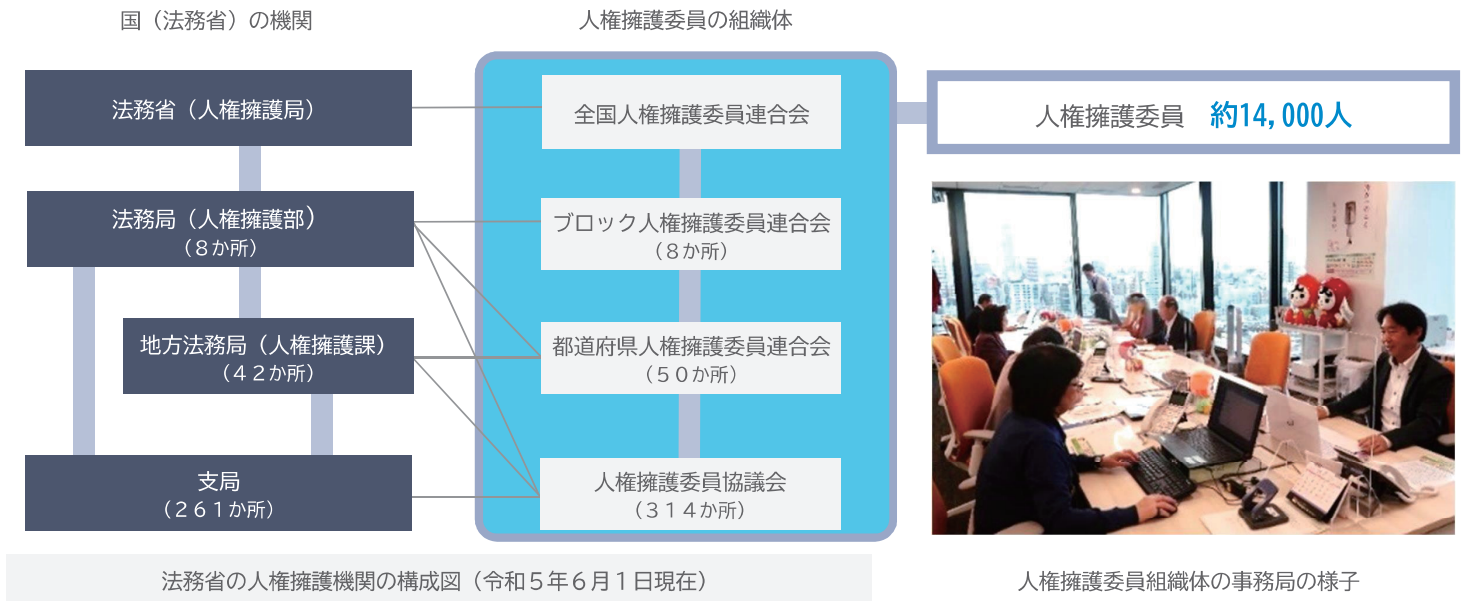 国（法務省）の機関
人権擁護委員の組織体
法務省（人権擁護局）
全国人権擁護委員連合会
人権擁護委員 約14,000人
法務局（人権擁護部）
（８か所）
ブロック人権擁護委員連合会
（８か所）
地方法務局（人権擁護課）
（４２か所）
都道府県人権擁護委員連合会
（５０か所）
支局
（２６１か所）
人権擁護委員協議会
（３１４か所）
法務省の人権擁護機関の構成図（令和５年６月１日現在）
人権擁護委員組織体の事務局の様子